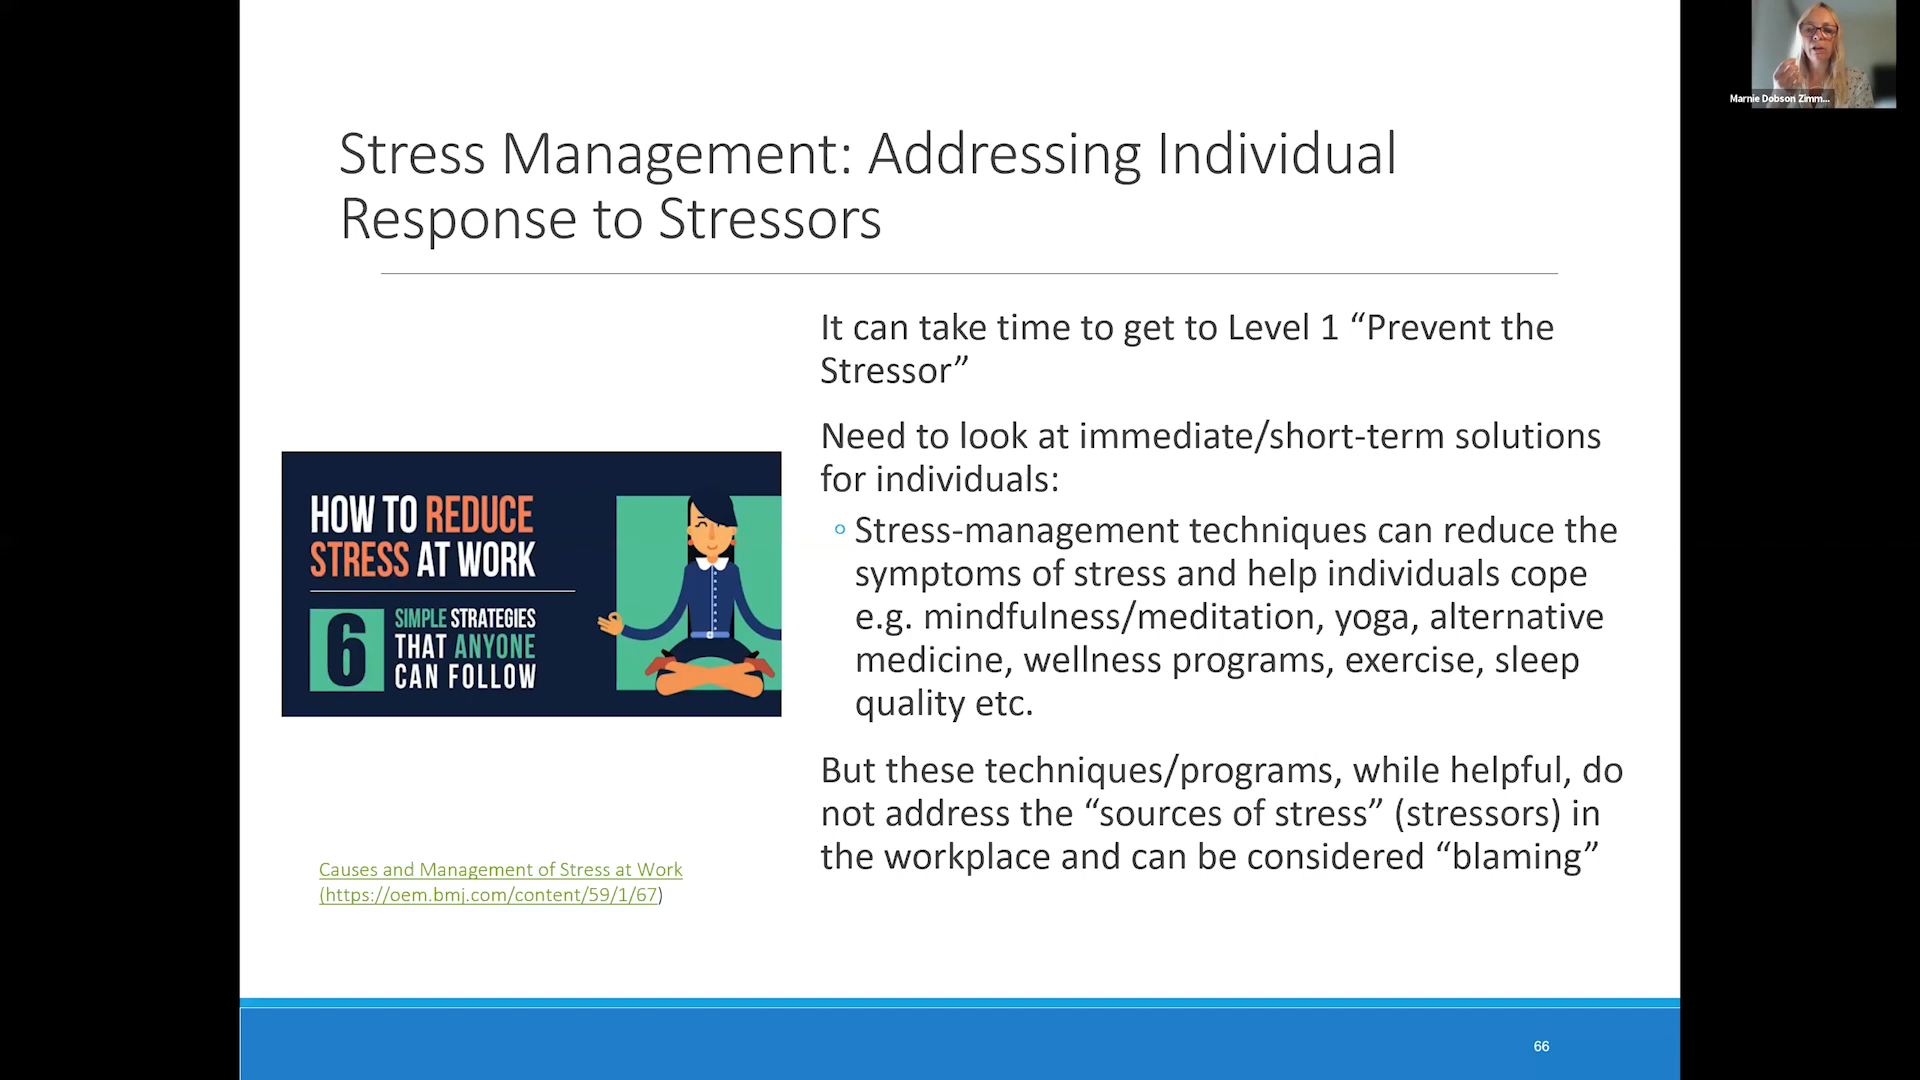 Marnie Dobson Zimm...
Stress Management: Addressing Individual
Response to Stressors
It can take time to get to Level 1 “Prevent the
Stressor”
Need to look at immediate/short-term solutions
for individuals:
Stress-management techniques can reduce the
symptoms of stress and help individuals cope
e.g. mindfulness/meditation, yoga, alternative
medicine, wellness programs, exercise, sleep
quality etc.
But these techniques/programs, while helpful, do
not address the “sources of stress” (stressors) in
the workplace and can be considered “blaming”
HOW TO REDUCE
STRESS AT WORK
6
SIMPLE STRATEGIES
THAT ANYONE
CAN FOLLOW
Causes and Management of Stress at Work
(https://oem.bmj.com/content/59/1/67)
66